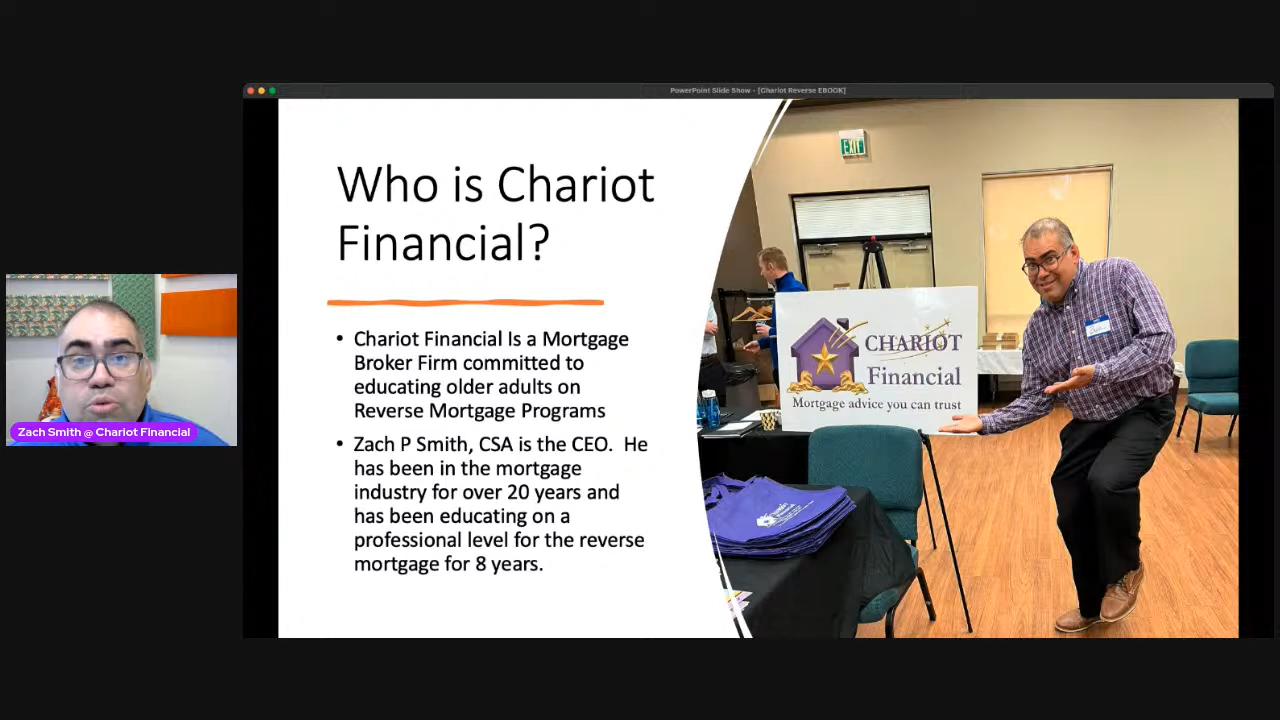 PowerPoint Slide Show - [Chariot Reverse EBOOK]
Who is Chariot
Financial?
• Chariot Financial Is a Mortgage
Broker Firm committed to
educating older adults on
Reverse Mortgage Programs
• Zach P Smith, CSA is the CEO. He
has been in the mortgage
industry for over 20 years and
has been educating on a
professional level for the reverse
mortgage for 8 years.
EXIT
CHARIOT
Financial
Mortgage advice you can trust
Zach Smith @ Chariot Financial